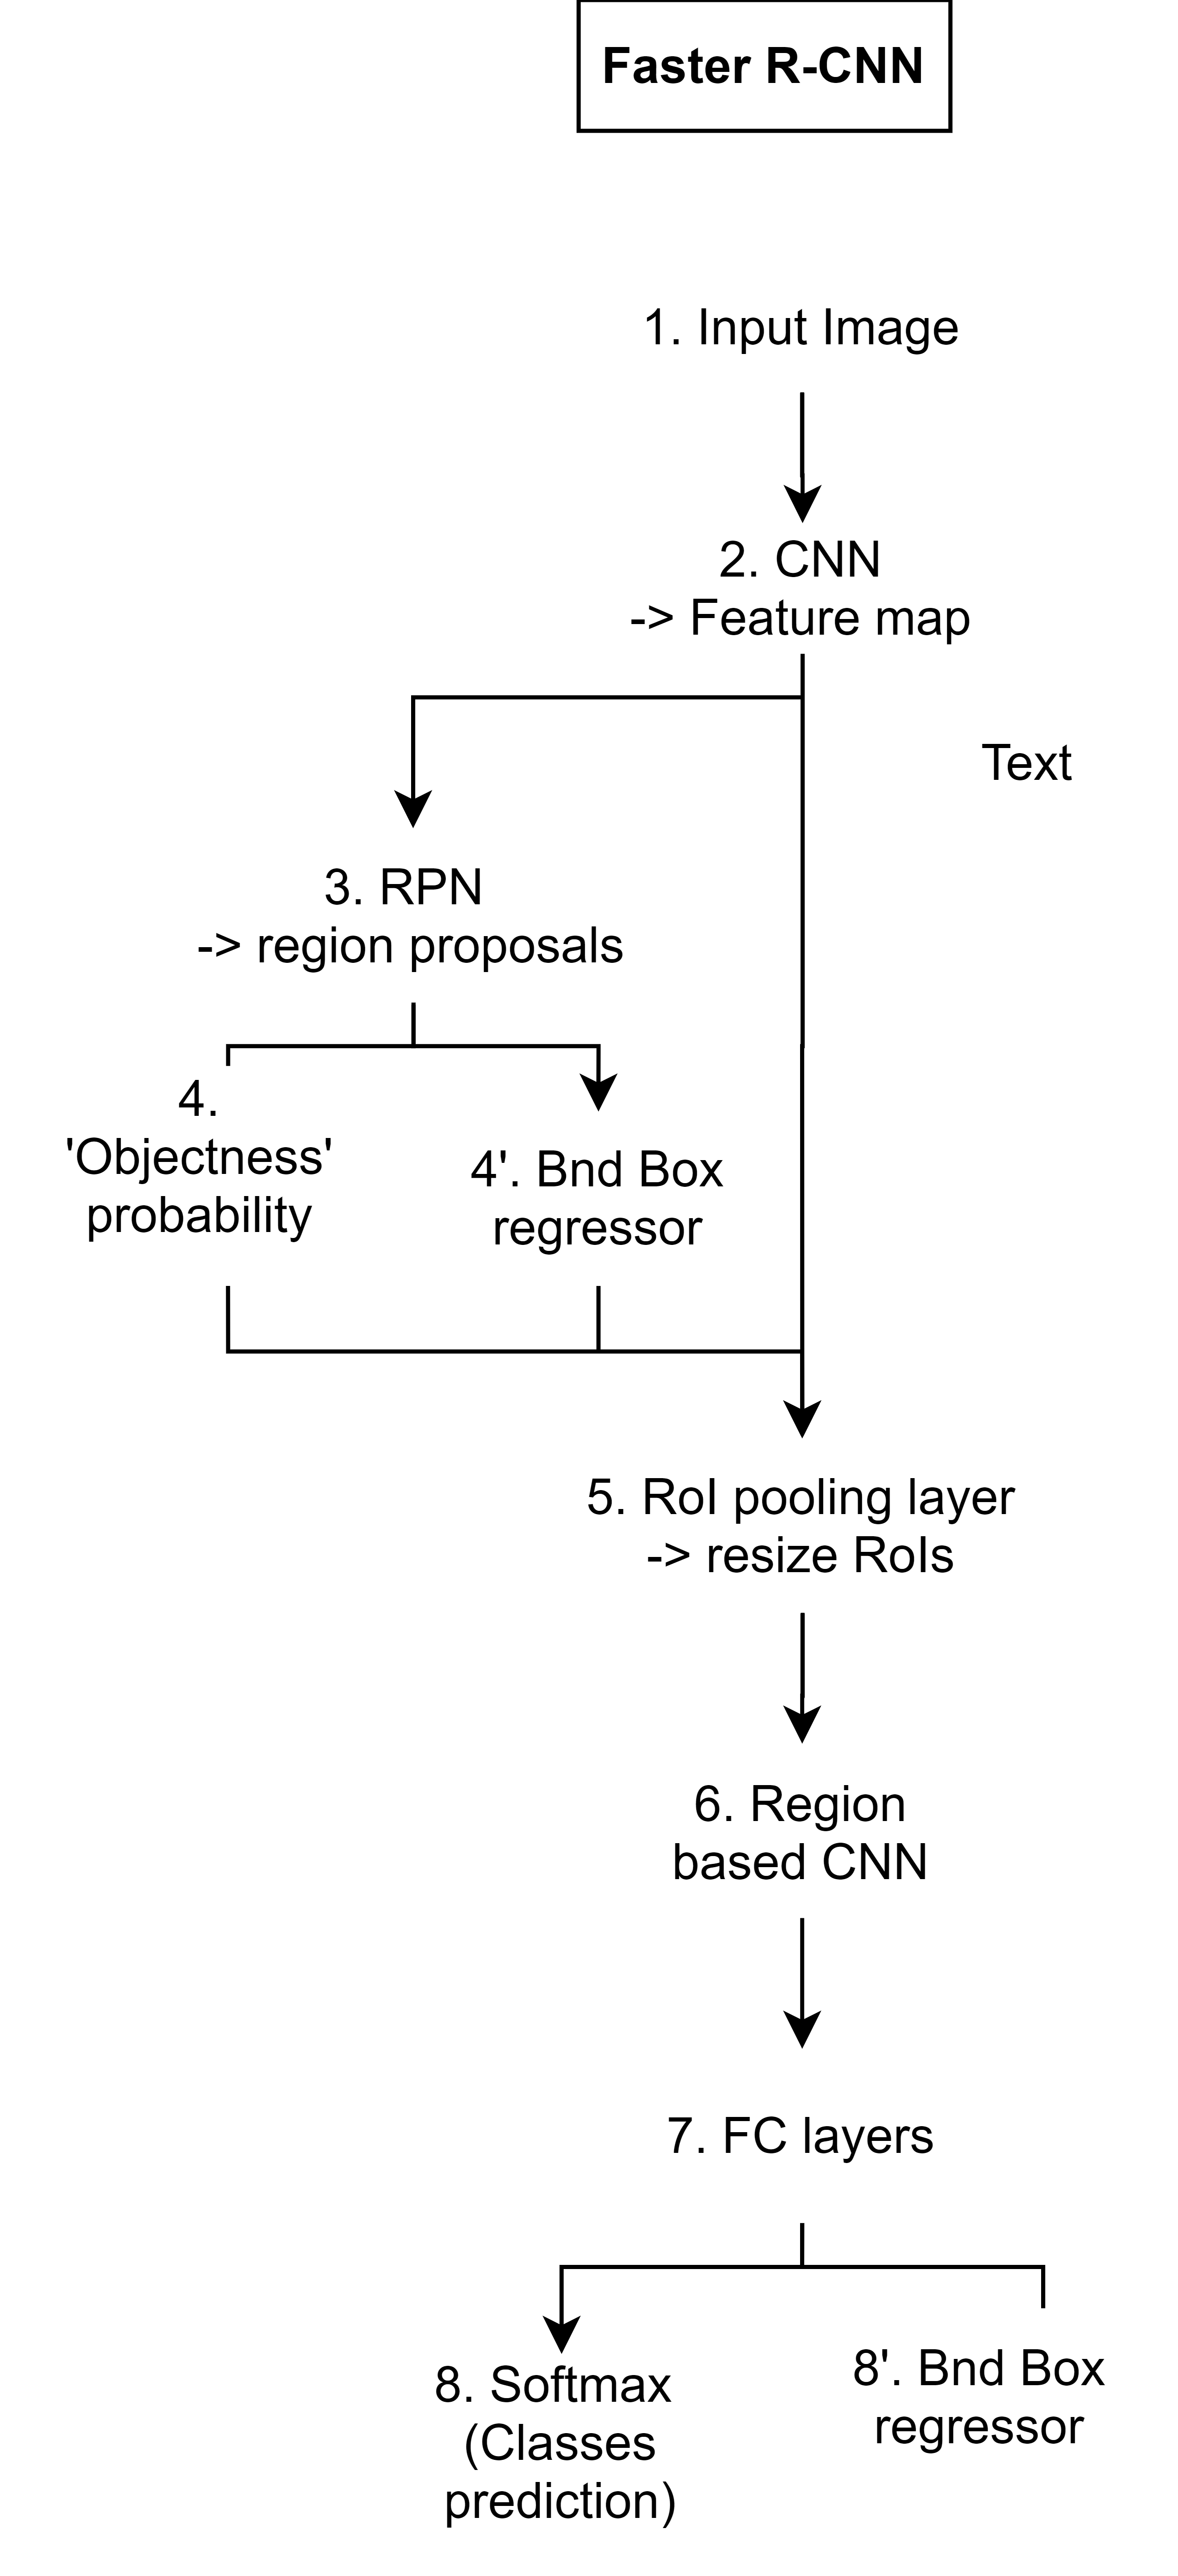 Faster R-CNN
1. Input Image
2. CNN
-> Feature map
Text
3. RPN
-> region proposals
4.
'Objectness'
probability
4'. Bnd Box
regressor
5. RoI pooling layer
-> resize RoIs
6. Region
based CNN
7. FC layers
8. Softmax
(Classes
prediction)
8'. Bnd Box
regressor